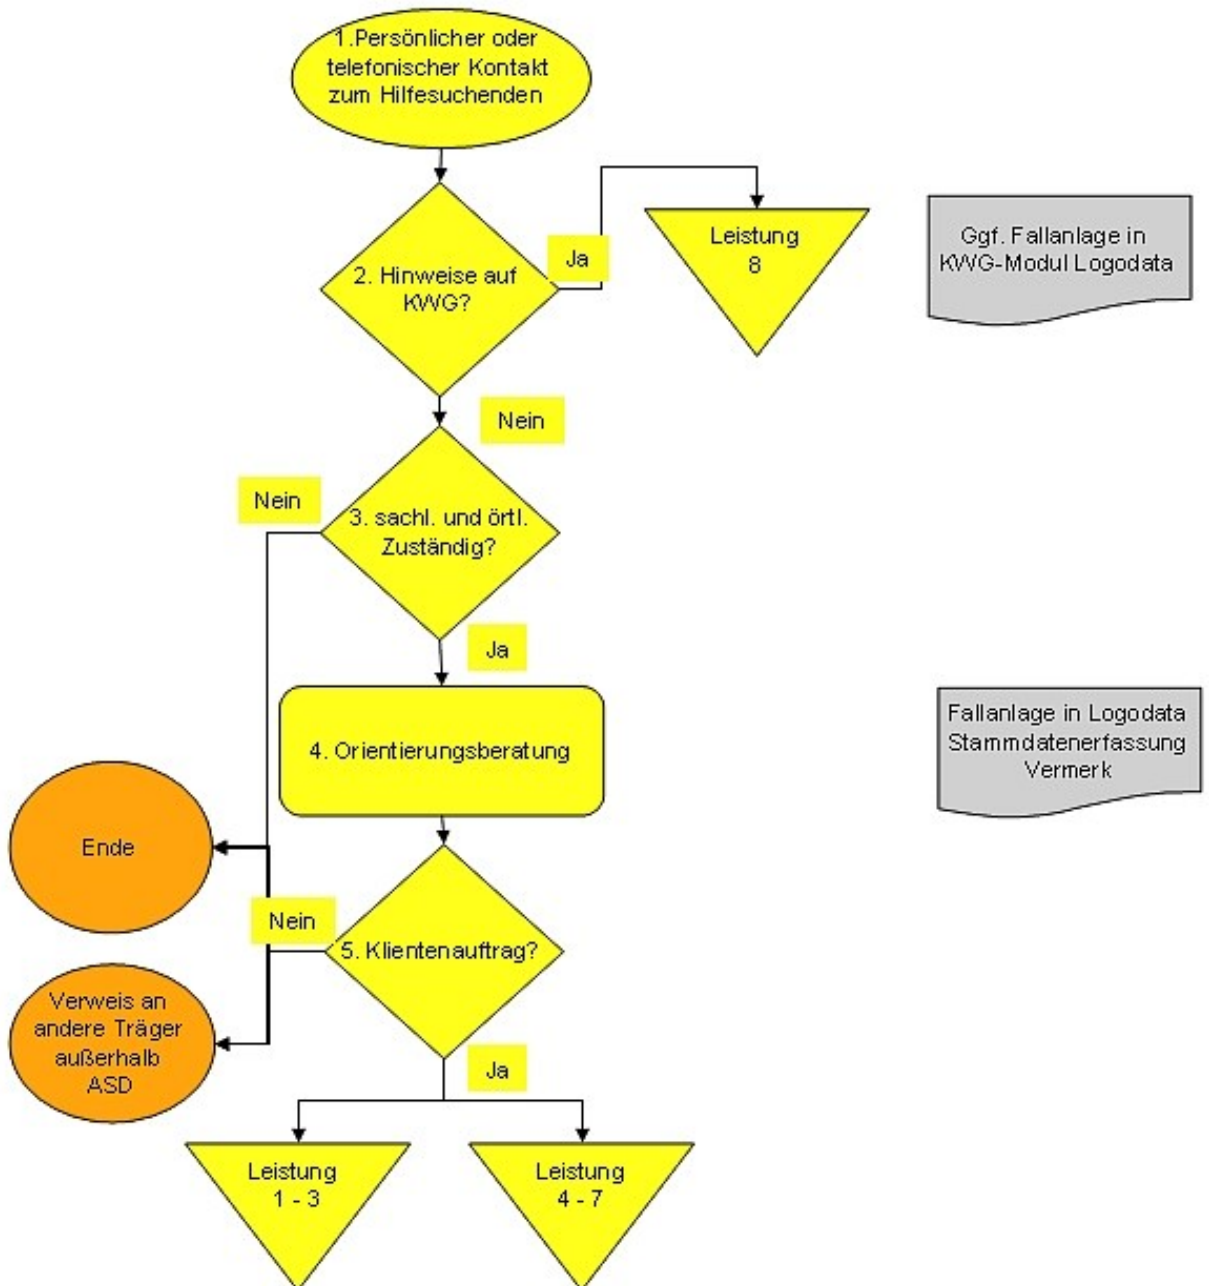 1.Persönlicher oder
telefonischer Kontakt
zum Hilfesuchenden
2. Hinweise auf
KWG?
Ja
Leistung
8
Ggf. Fallanlage in
KWG-Modul Logodata
Nein
Nein
3. sachl. und örtl.
Zuständig?
Ja
4. Orientierungsberatung
Fallanlage in Logodata
Stammdatenerfassung
Vermerk
Ende
Nein
5. Klientenauftrag?
Verweis an
andere Träger
außerhalb
ASD
Ja
Leistung
1 - 3
Leistung
4 - 7